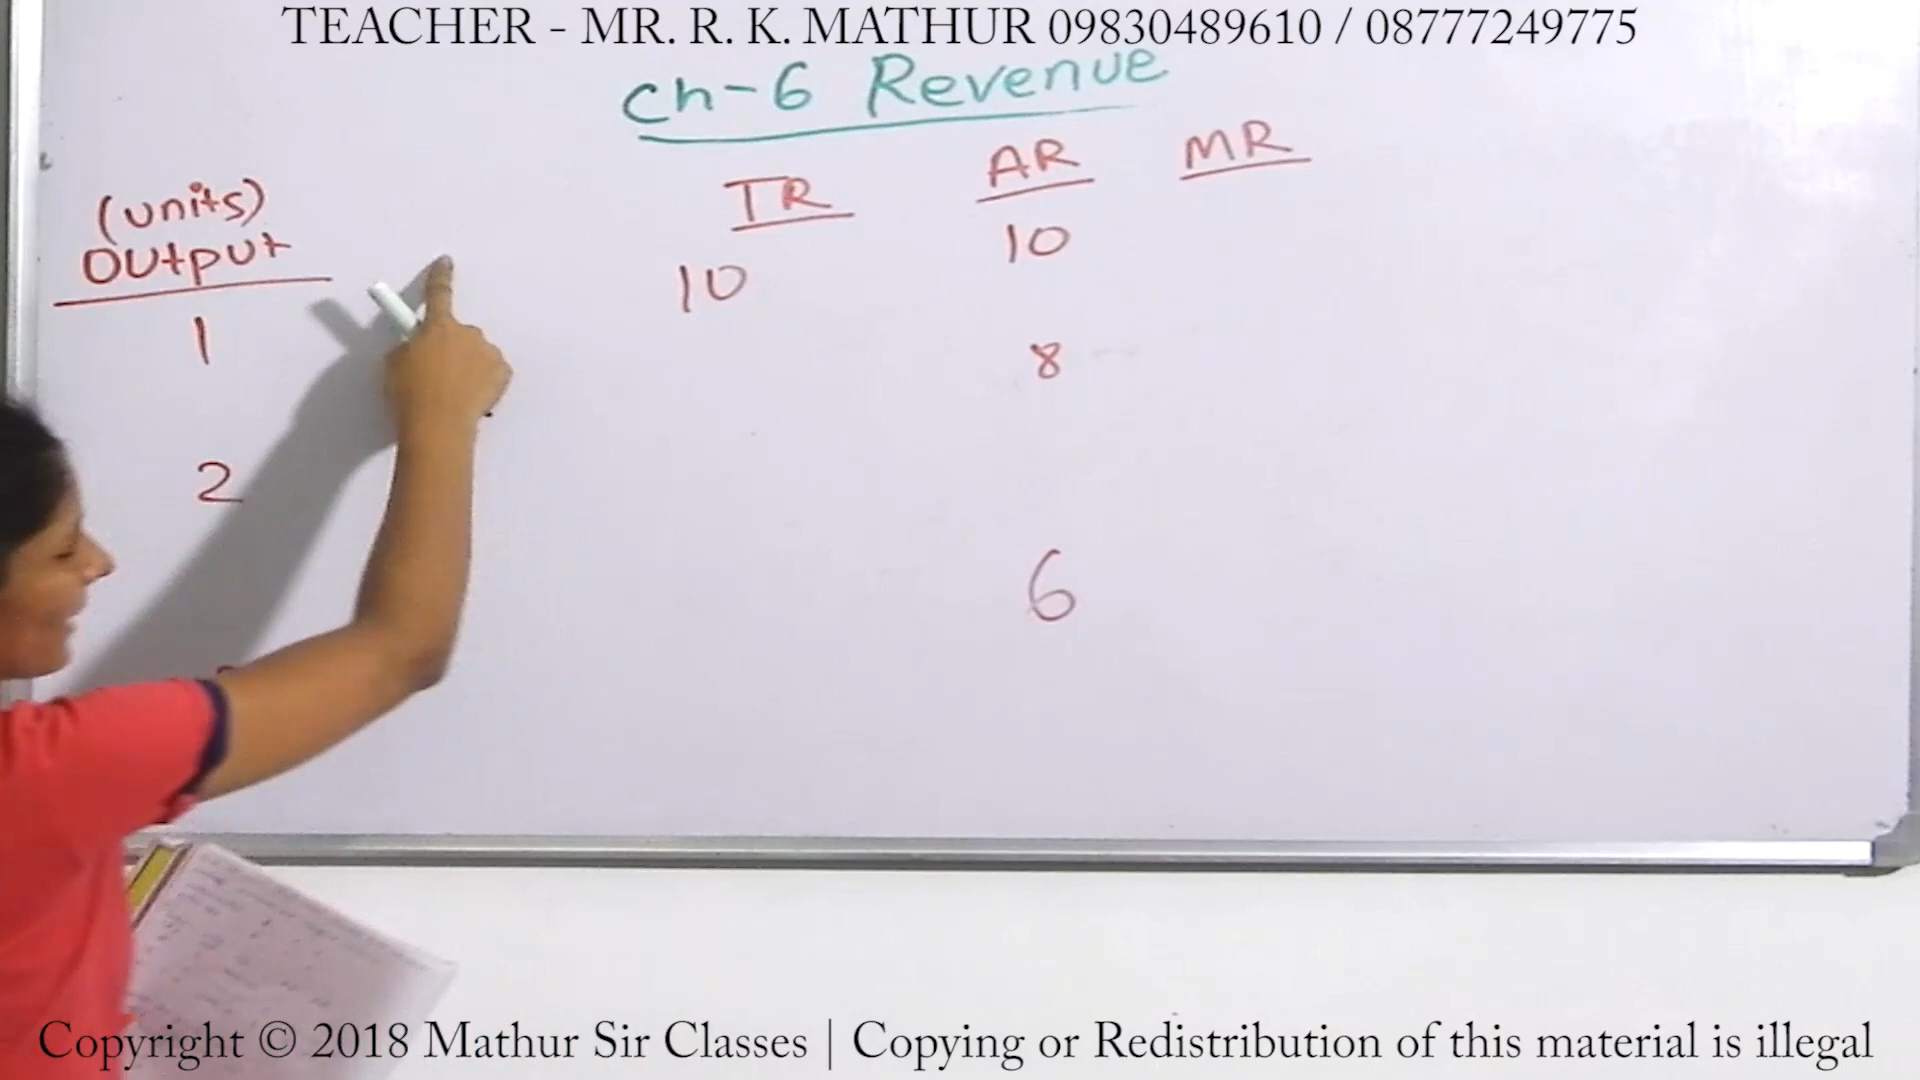 TEACHER - MR. R. K. MATHUR 09830489610 / 08777249775
Ch-6 Revenue
(units)
Output
TR
AR
MR
1
10
10
2
8
6
Copyright © 2018 Mathur Sir Classes | Copying or Redistribution of this material is illegal